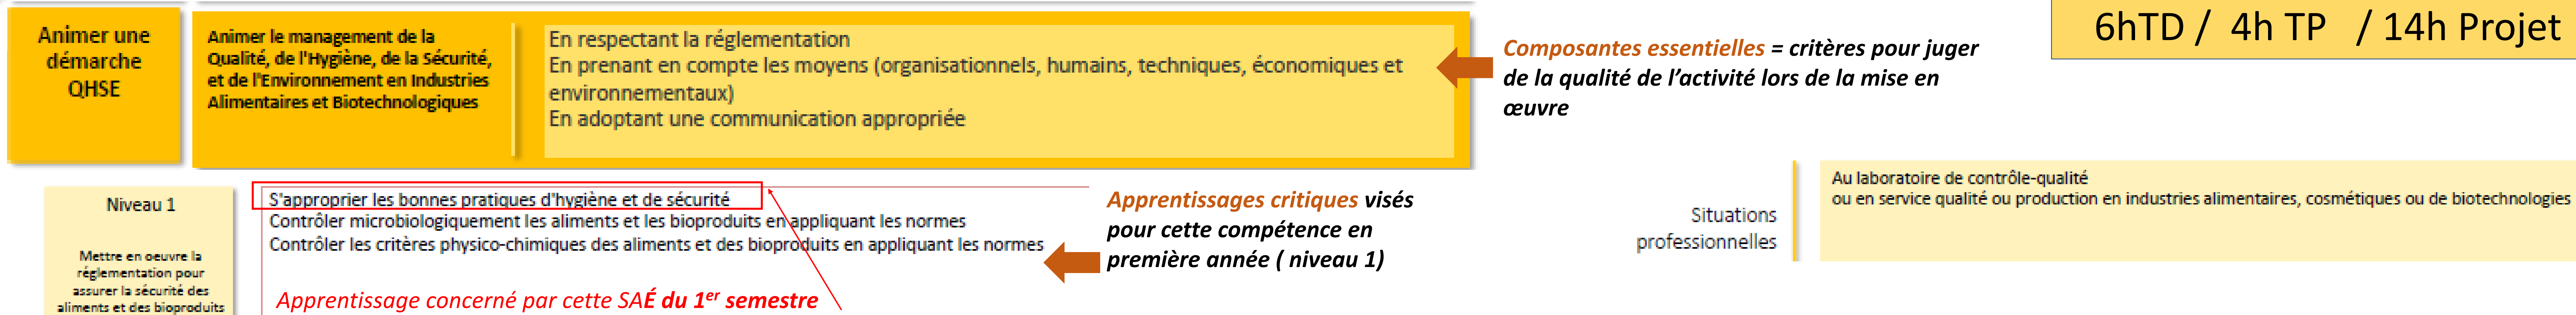 Animer une
démarche
QHSE
Animer le management de la
Qualité, de l'Hygiène, de la Sécurité,
et de l'Environnement en Industries
Alimentaires et Biotechnologiques
En respectant la réglementation
En prenant en compte les moyens (organisationnels, humains, techniques, économiques et
environnementaux)
En adoptant une communication appropriée
Composantes essentielles = critères pour juger
de la qualité de l'activité lors de la mise en
œuvre
6hTD / 4h TP / 14h Projet
Niveau 1
Mettre en oeuvre la
réglementation pour
assurer la sécurité des
aliments et des bioproduits
S'approprier les bonnes pratiques d'hygiène et de sécurité
Contrôler microbiologiquement les aliments et les bioproduits en appliquant les normes
Contrôler les critères physico-chimiques des aliments et des bioproduits en appliquant les normes
Apprentissage concerné par cette SAÉ du 1er semestre
Apprentissages critiques visés
pour cette compétence en
première année ( niveau 1)
Situations
professionnelles
Au laboratoire de contrôle-qualité
ou en service qualité ou production en industries alimentaires, cosmétiques ou de biotechnologies